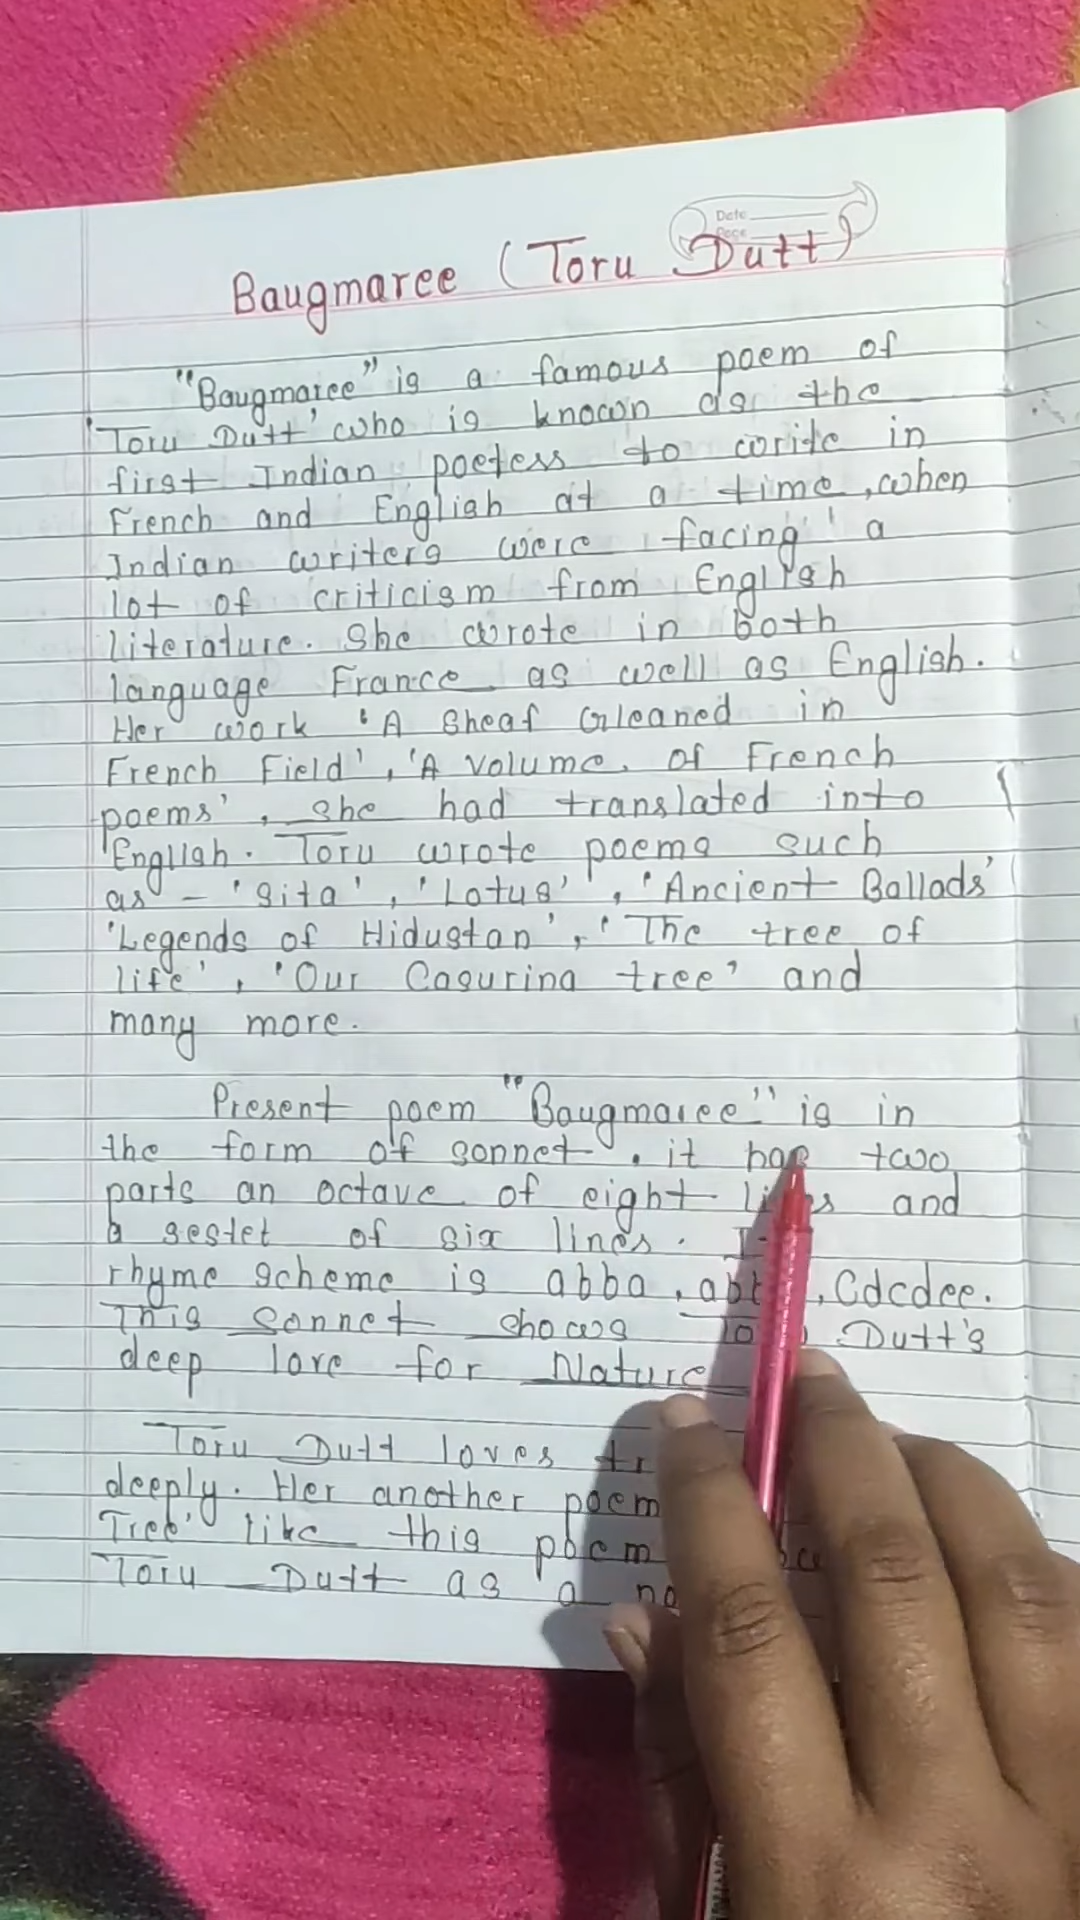 Date
Page
Baugmaree (Toru Dutt)
"Baugmaree" is a famous poem of
'Toru Dutt' who is known as the
first Indian poetess to write in
French and English at a time, when
Indian writers were facing a
lot of criticism from English
literature. She wrote in both
language France as well as English.
Her work 'A Sheaf Gleaned in
French Field', 'A Volume of French
poems', she had translated into
English. Toru wrote poems such
as - 'Sita', 'Lotus', 'Ancient Ballads'
'Legends of Hidustan', 'The tree of
life', 'Our Casurina tree' and
many more.
Present poem "Baugmaree" is in
the form of sonnet. it has two
parts an octave of eight lines and
a sestet of six lines.
rhyme scheme is abba, , Cdcdee.
This Sonnet shows Dutt's
deep love for Nature
Toru Dutt loves
deeply. Her another poem
Tree' like this poem
Toru Dutt as a